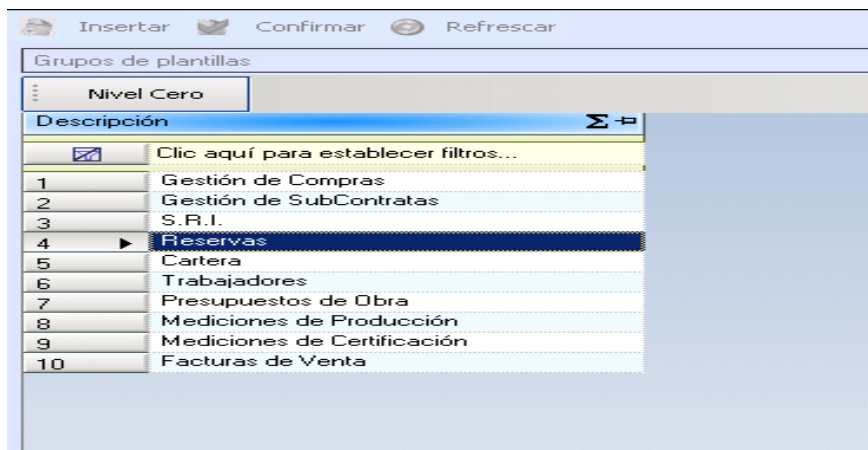 Insertar Confirmar Refrescar
Grupos de plantillas
Nivel Cero
Descripción Σ
Clic aquí para establecer filtros...
1 Gestión de Compras
2 Gestión de SubContratas
3 S.R.I.
4 Reservas
5 Cartera
6 Trabajadores
7 Presupuestos de Obra
8 Mediciones de Producción
9 Mediciones de Certificación
10 Facturas de Venta